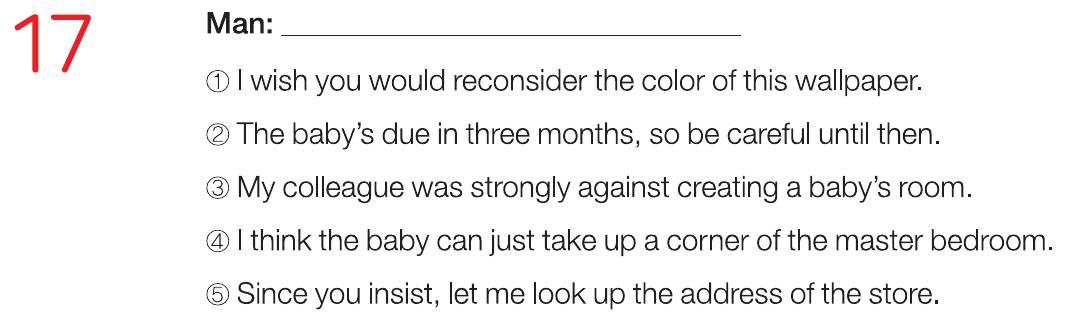 17
Man: ______________________________
① I wish you would reconsider the color of this wallpaper.
② The baby’s due in three months, so be careful until then.
③ My colleague was strongly against creating a baby’s room.
④ I think the baby can just take up a corner of the master bedroom.
⑤ Since you insist, let me look up the address of the store.